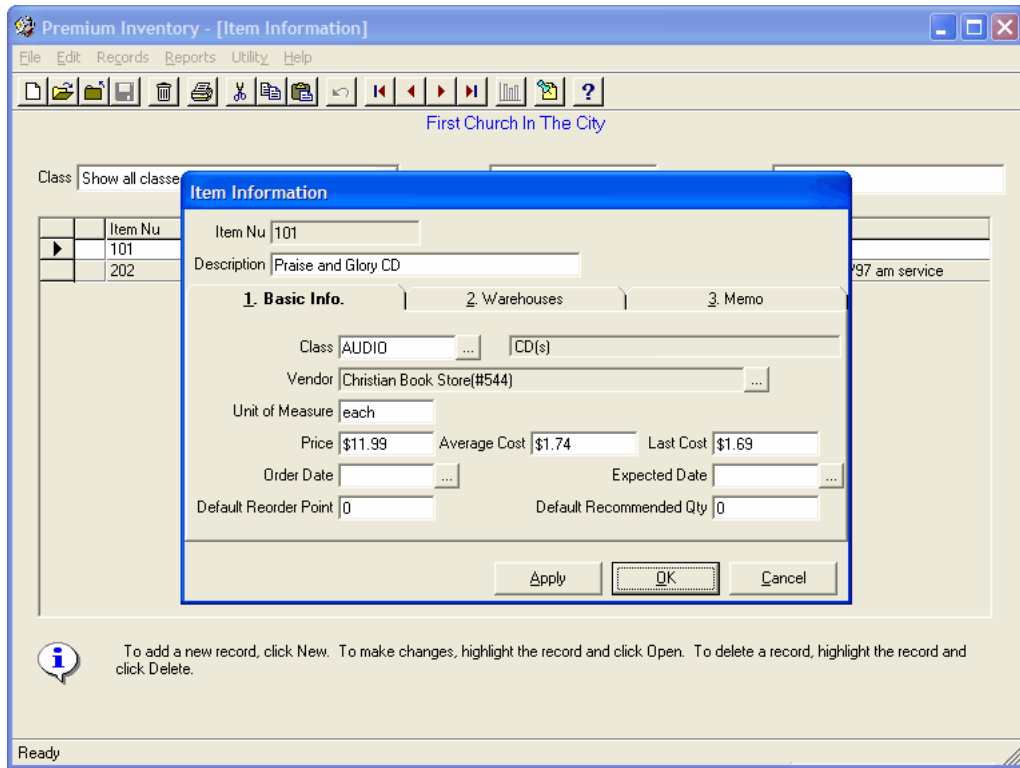 Premium Inventory - [Item Information]
File Edit Records Reports Utility Help
First Church In The City
Class Show all classe
Item Information
Item Nu 101
Description Praise and Glory CD
1. Basic Info. 2. Warehouses 3. Memo
Class AUDIO ... CD(s)
Vendor Christian Book Store(#544) ...
Unit of Measure each
Price $11.99 Average Cost $1.74 Last Cost $1.69
Order Date ... Expected Date ...
Default Reorder Point 0 Default Recommended Qty 0
Apply OK Cancel
Item Nu
101
202 '97 am service
To add a new record, click New. To make changes, highlight the record and click Open. To delete a record, highlight the record and
click Delete.
Ready